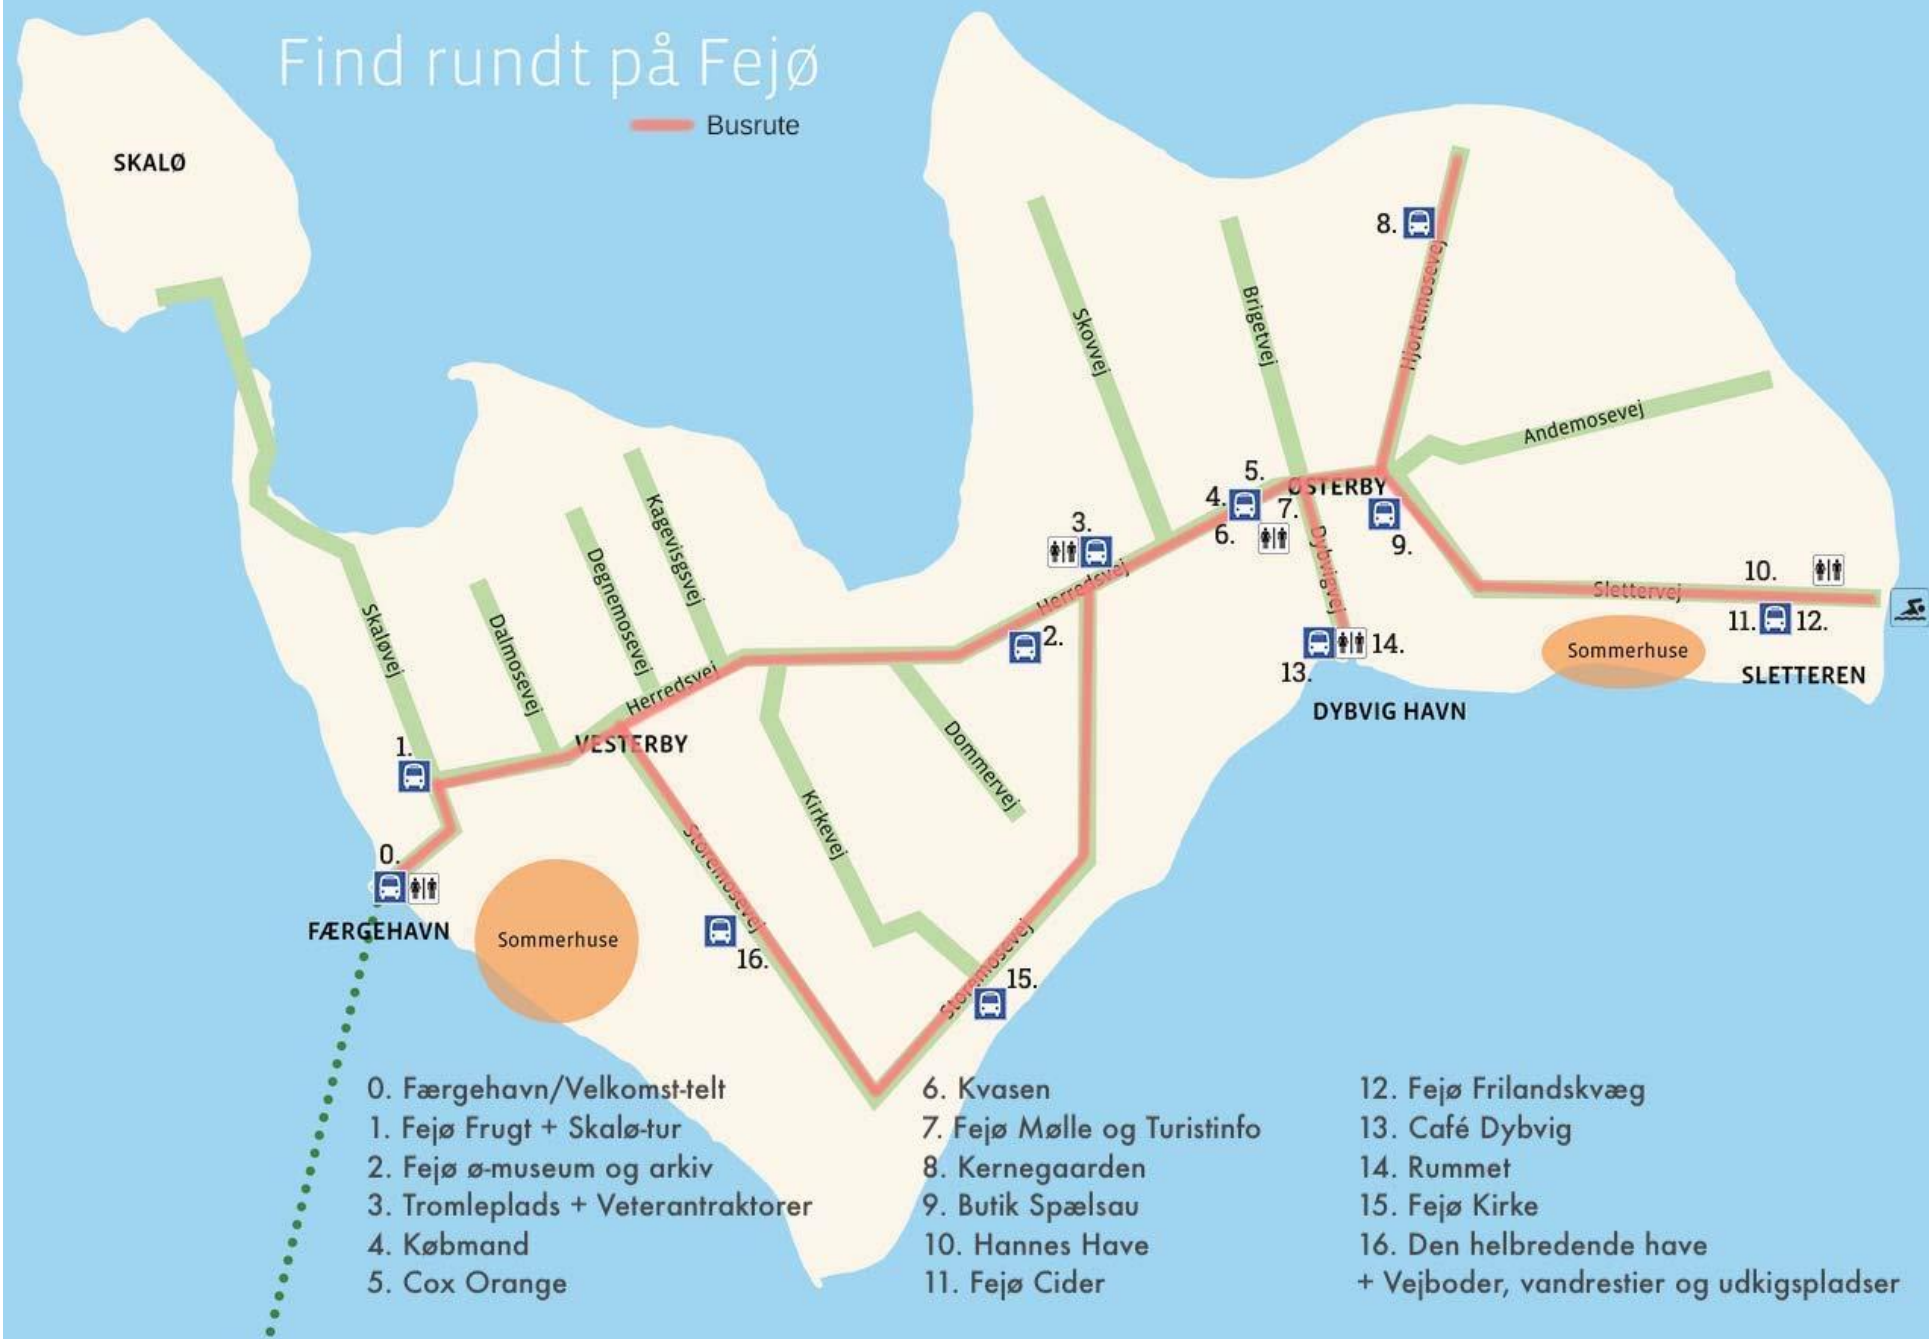 Find rundt på Fejø
Busrute
SKALØ
8.
Hjortemosevej
Skovvej
Brigetvej
Andemosevej
5.
4.
ØSTERBY
7.
6.
3.
9.
Dybvigvej
Kagevisgsvej
Degnemosevej
Herredsvej
10.
Slettervej
11.
12.
Skaløvej
Dalmosevej
2.
14.
13.
Sommerhuse
SLETTEREN
DYBVIG HAVN
Herredsvej
1.
VESTERBY
Dommervej
Kirkevej
0.
Storemosevej
FÆRGEHAVN
Sommerhuse
16.
Storemosevej
15.
0. Færgehavn/Velkomst-telt
1. Fejø Frugt + Skalø-tur
2. Fejø ø-museum og arkiv
3. Tromleplads + Veterantraktorer
4. Købmand
5. Cox Orange
6. Kvasen
7. Fejø Mølle og Turistinfo
8. Kernegaarden
9. Butik Spælsau
10. Hannes Have
11. Fejø Cider
12. Fejø Frilandskvæg
13. Café Dybvig
14. Rummet
15. Fejø Kirke
16. Den helbredende have
+ Vejboder, vandrestier og udkigspladser